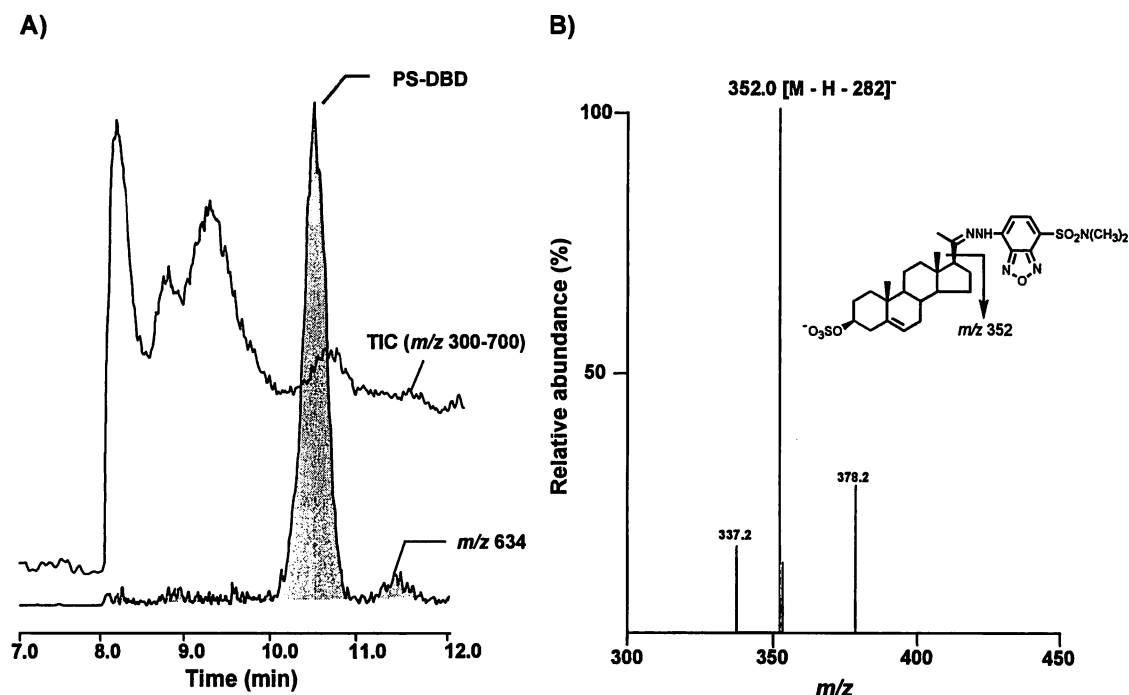 A)
PS-DBD
TIC (m/z 300-700)
m/z 634
7.0 8.0 9.0 10.0 11.0 12.0
Time (min)
B)
352.0 [M - H - 282]⁻
100
50
Relative abundance (%)
NNH
SO₂N(CH₃)₂
N N
O
⁻O₃SO
m/z 352
378.2
337.2
300 350 400 450
m/z